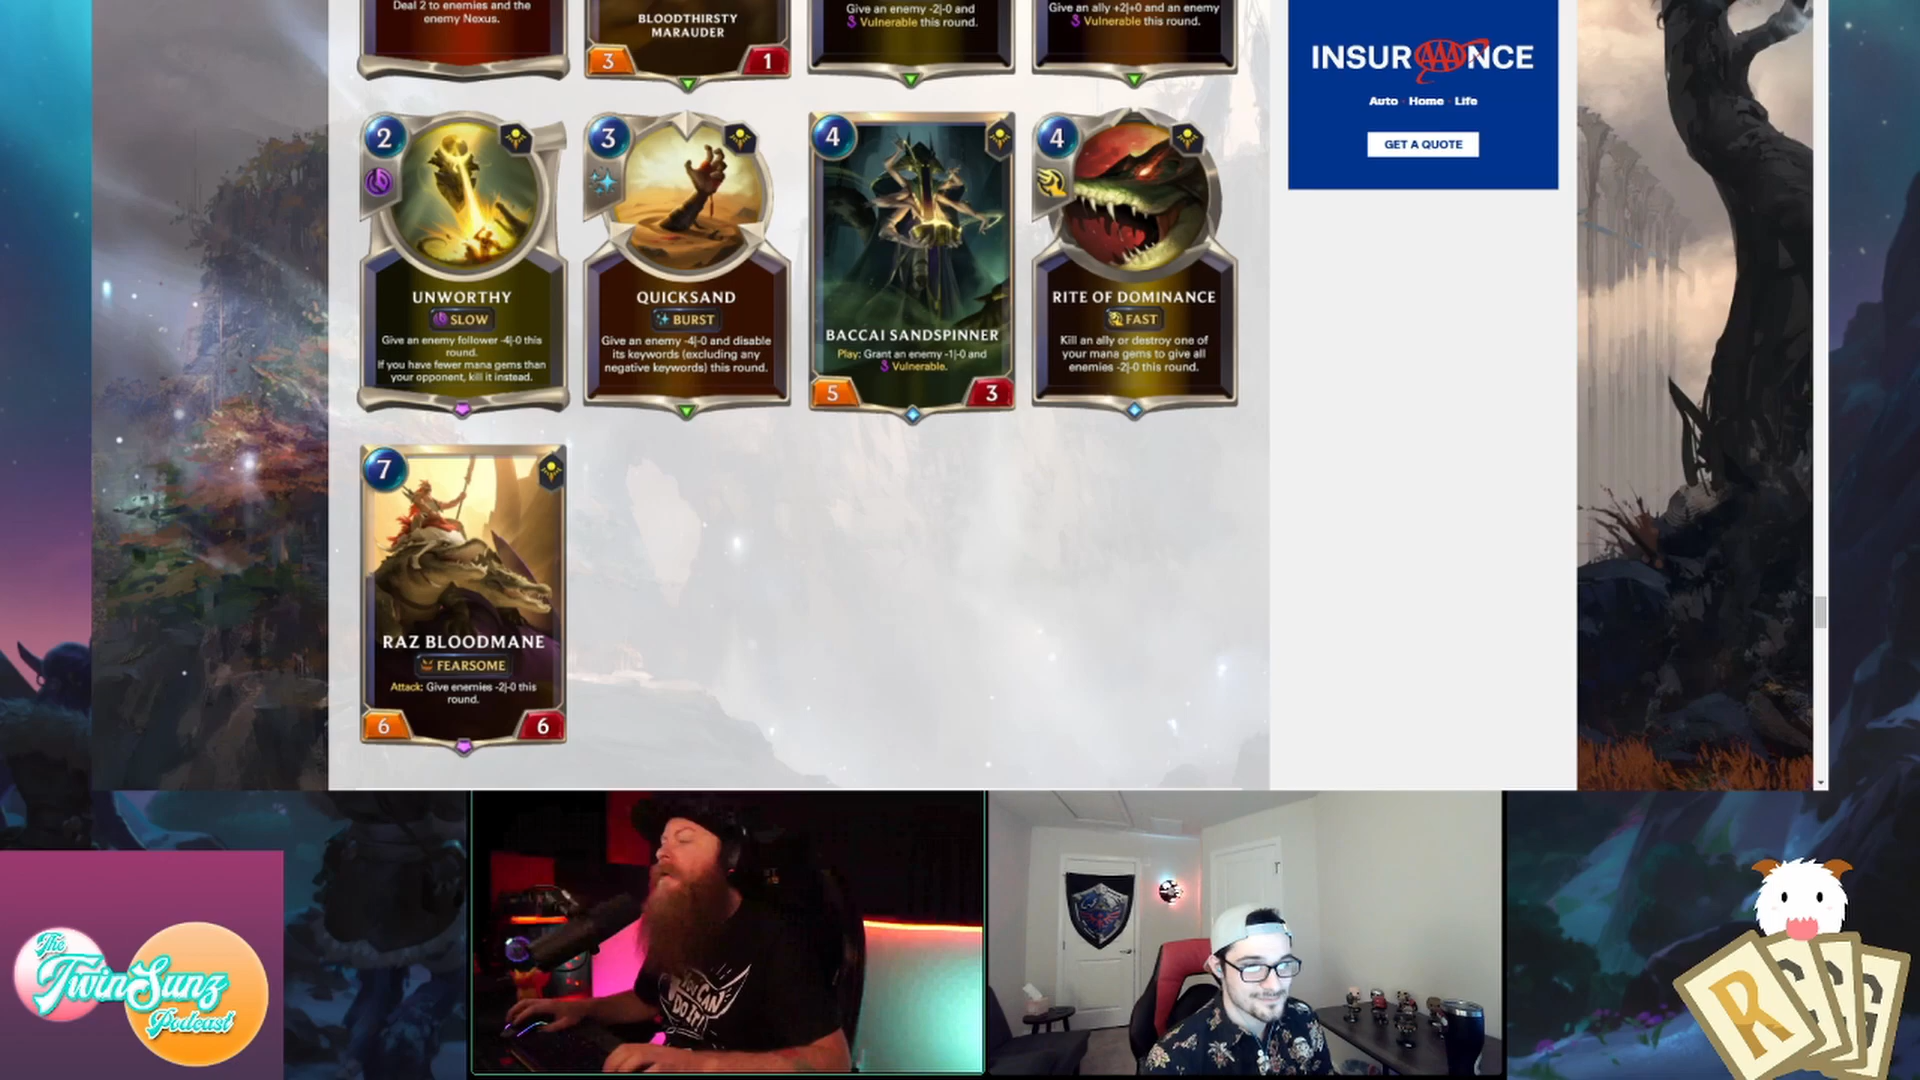 Deal 2 to enemies and the
enemy Nexus.
BLOODTHIRSTY
MARAUDER
3
1
Give an enemy -2|-0 and
Vulnerable this round.
Give an ally +2|+0 and an enemy
Vulnerable this round.
INSURAAANCE
Auto · Home · Life
GET A QUOTE
2
UNWORTHY
SLOW
Give an enemy follower -4|-0 this
round.
If you have fewer mana gems than
your opponent, kill it instead.
3
QUICKSAND
BURST
Give an enemy -4|-0 and disable
its keywords (excluding any
negative keywords) this round.
4
BACCAI SANDSPINNER
Play: Grant an enemy -1|-0 and
Vulnerable.
5
3
4
RITE OF DOMINANCE
FAST
Kill an ally or destroy one of
your mana gems to give all
enemies -2|-0 this round.
7
RAZ BLOODMANE
FEARSOME
Attack: Give enemies -2|-0 this
round.
6
6
The
TwinSunz
Podcast
YOU CAN
DO IT!
R
C
C
G